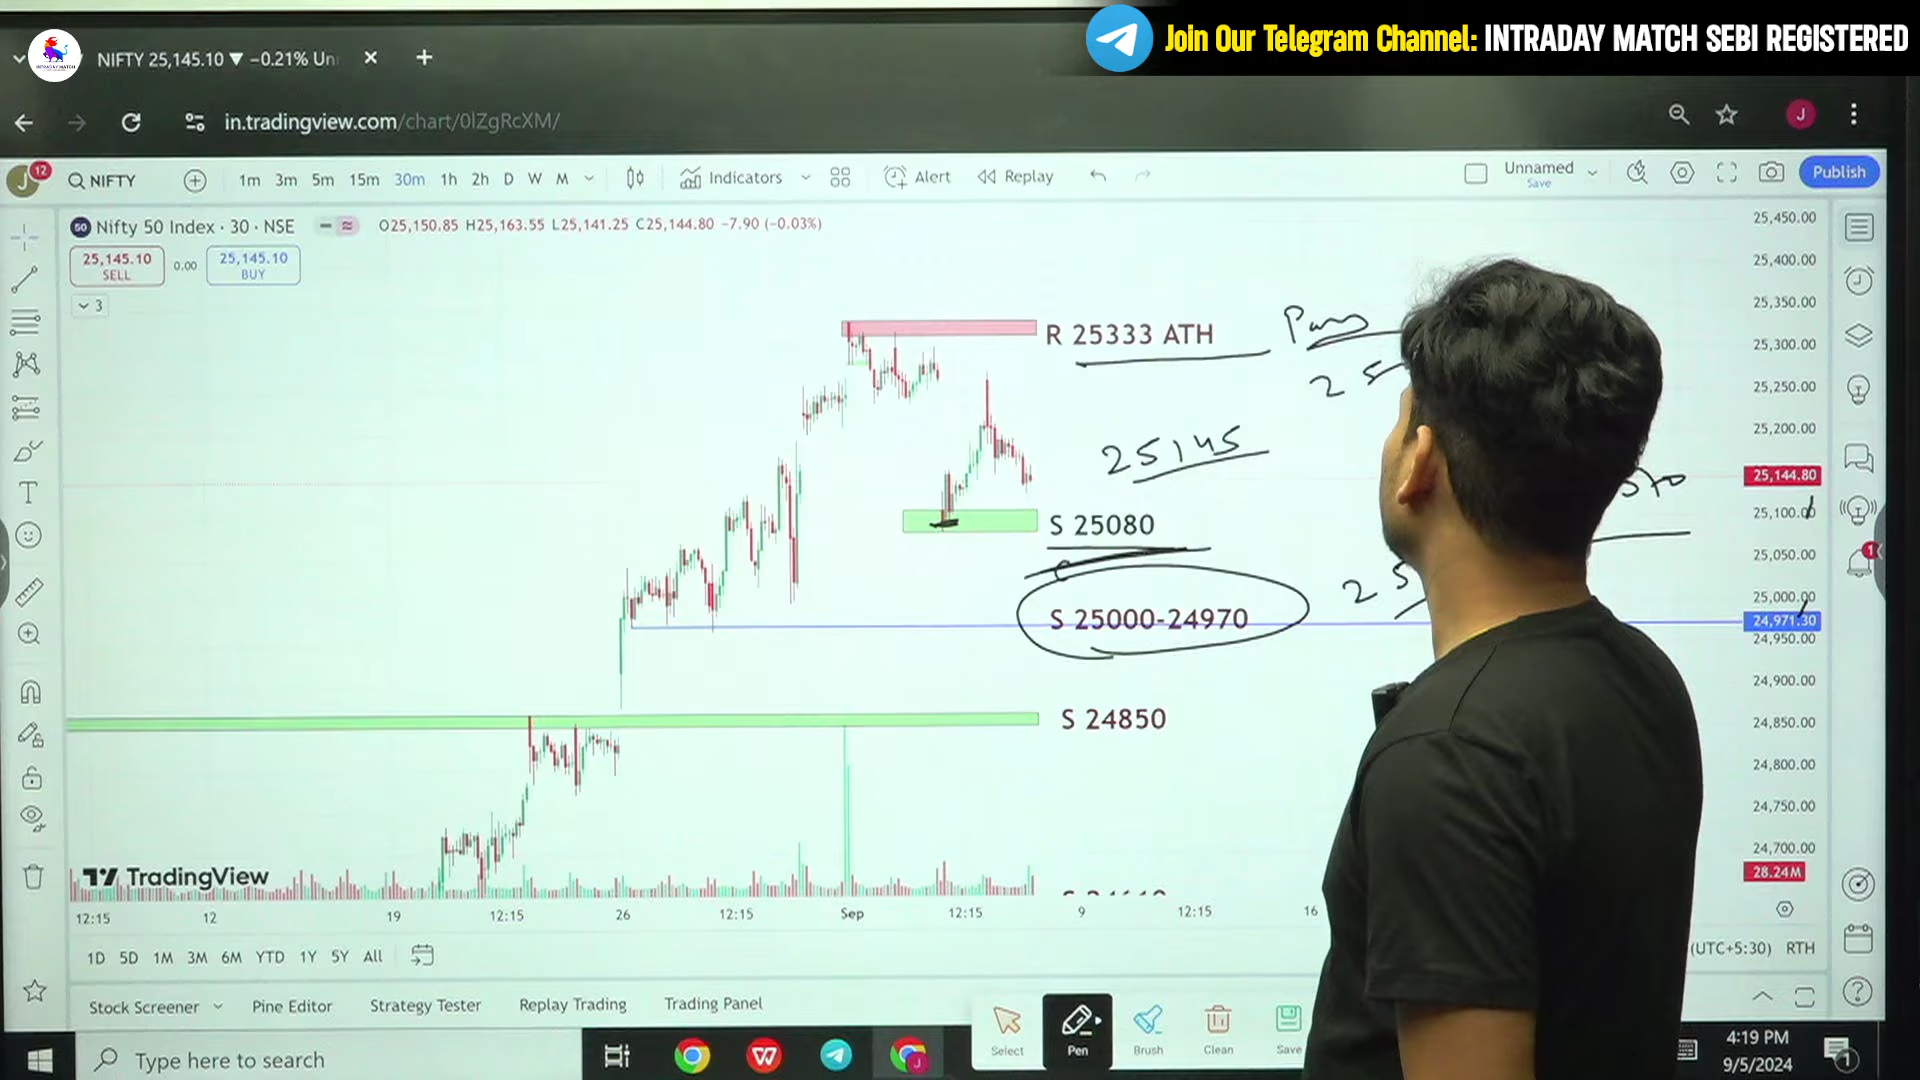 Join Our Telegram Channel: INTRADAY MATCH SEBI REGISTERED
INTRADAY MATCH
NIFTY 25,145.10 ▼ −0.21% Un
in.tradingview.com/chart/0lZgRcXM/
J
J 12
NIFTY
1m 3m 5m 15m 30m 1h 2h D W M
Indicators
Alert
Replay
Unnamed
Save
Publish
50 Nifty 50 Index · 30 · NSE
O25,150.85 H25,163.55 L25,141.25 C25,144.80 −7.90 (−0.03%)
25,145.10
SELL
0.00
25,145.10
BUY
3
R 25333 ATH
25145
S 25080
S 25000-24970
S 24850
25,450.00
25,400.00
25,350.00
25,300.00
25,250.00
25,200.00
25,144.80
25,100.00
25,050.00
25,000.00
24,971.30
24,950.00
24,900.00
24,850.00
24,800.00
24,750.00
24,700.00
28.24M
1
TradingView
12:15 12 19 12:15 26 12:15 Sep 12:15 9 12:15 16
1D 5D 1M 3M 6M YTD 1Y 5Y All
(UTC+5:30) RTH
Stock Screener
Pine Editor
Strategy Tester
Replay Trading
Trading Panel
Select
Pen
Brush
Clean
Save
Type here to search
J
4:19 PM
9/5/2024
1